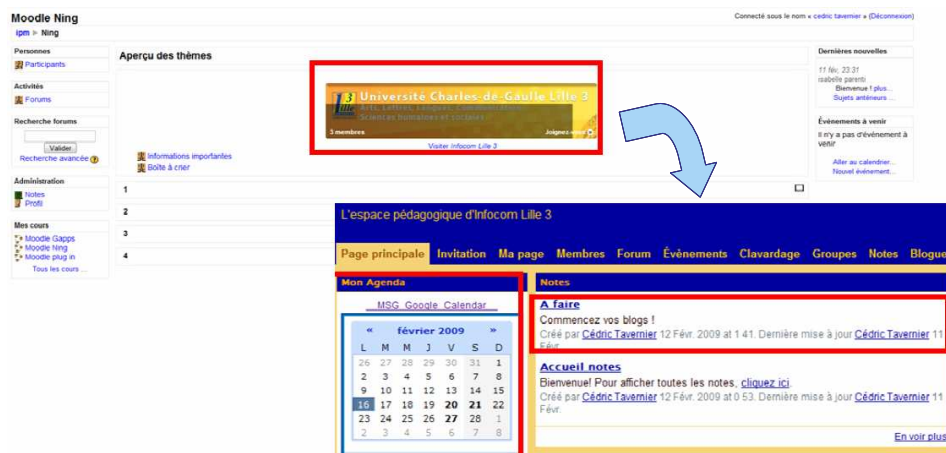 Moodle Ning
Connecté sous le nom « cedric tavernier » (Déconnexion)
ipm ► Ning
Personnes
Participants
Activités
Forums
Recherche forums
Valider
Recherche avancée
Administration
Notes
Profil
Mes cours
Moodle Gapps
Moodle Ning
Moodle plug in
Tous les cours ...
Aperçu des thèmes
Université Charles-de-Gaulle Lille 3
Arts, Lettres, Langues, Communication
Sciences humaines et sociales
3 membres
Visiter Infocom Lille 3
Informations importantes
Boîte à crier
1
2
3
4
Dernières nouvelles
11 fév, 23:31
isabelle parenti
Bienvenue ! plus...
Sujets antérieurs ...
Évènements à venir
Il n'y a pas d'évènement à
venir
Aller au calendrier...
Nouvel évènement...
L'espace pédagogique d'Infocom Lille 3
Page principale Invitation Ma page Membres Forum Évènements Clavardage Groupes Notes Blogue
Mon Agenda
MSG_Google_Calendar
« février 2009 »
L M M J V S D
26 27 28 29 30 31 1
2 3 4 5 6 7 8
9 10 11 12 13 14 15
16 17 18 19 20 21 22
23 24 25 26 27 28 1
2 3 4 5 6 7 8
Notes
A faire
Commencez vos blogs !
Créé par Cédric Tavernier 12 Févr. 2009 at 1 41. Dernière mise à jour Cédric Tavernier 11
Févr.
Accueil notes
Bienvenue! Pour afficher toutes les notes, cliquez ici.
Créé par Cédric Tavernier 12 Févr. 2009 at 0 53. Dernière mise à jour Cédric Tavernier 11
Févr.
En voir plus